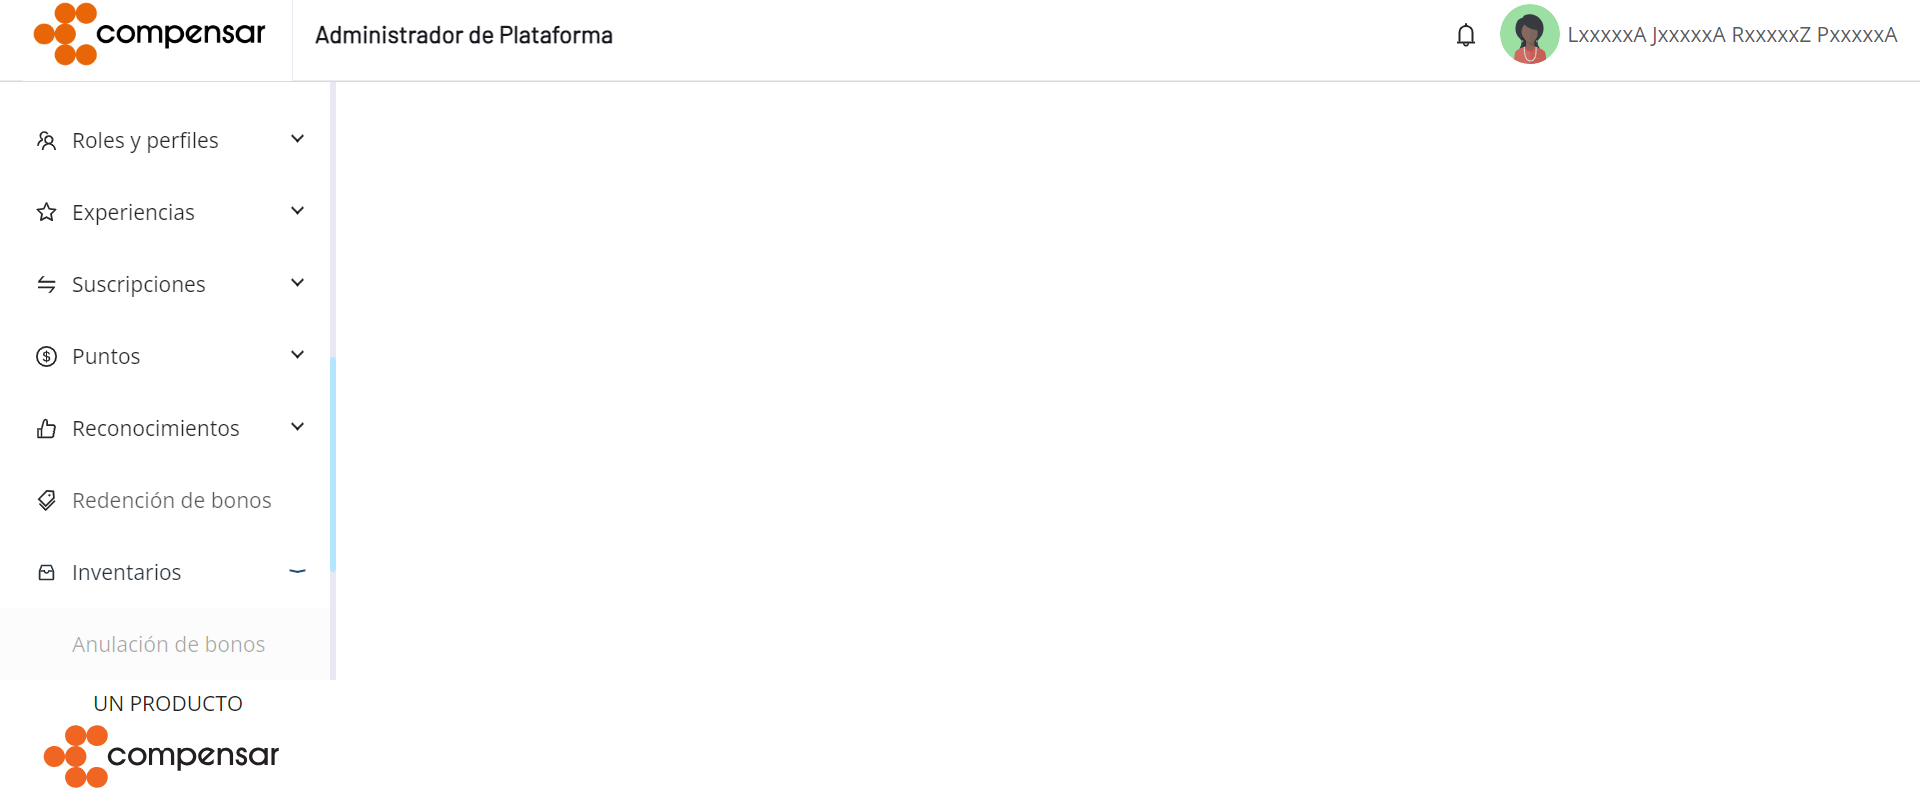 compensar
Administrador de Plataforma
LxxxxxA JxxxxxA RxxxxxZ PxxxxxA
Roles y perfiles
Experiencias
Suscripciones
Puntos
Reconocimientos
Redención de bonos
Inventarios
Anulación de bonos
UN PRODUCTO
compensar